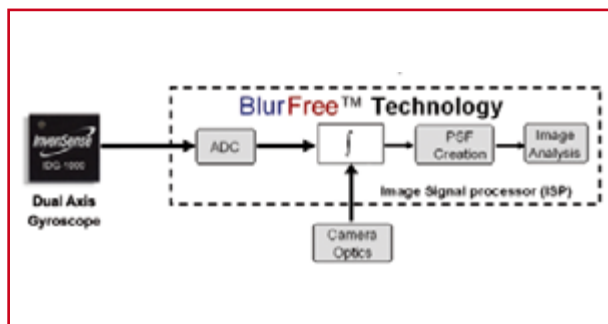 BlurFree™ Technology
InvenSense
IDG 1000
Dual Axis
Gyroscope
ADC
∫
PSF
Creation
Image
Analysis
Image Signal processor (ISP)
Camera
Optics